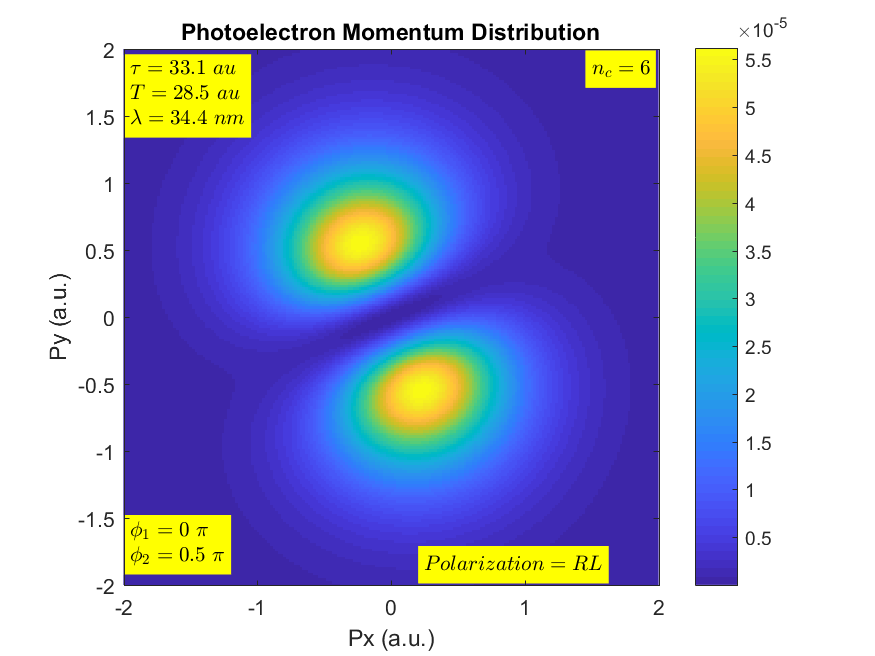 Photoelectron Momentum Distribution
×10^-5
τ = 33.1 au
T = 28.5 au
λ = 34.4 nm
n_c = 6
ϕ_1 = 0 π
ϕ_2 = 0.5 π
Polarization = RL
2
1.5
1
0.5
0
-0.5
-1
-1.5
-2
Py (a.u.)
-2
-1
0
1
2
Px (a.u.)
5.5
5
4.5
4
3.5
3
2.5
2
1.5
1
0.5